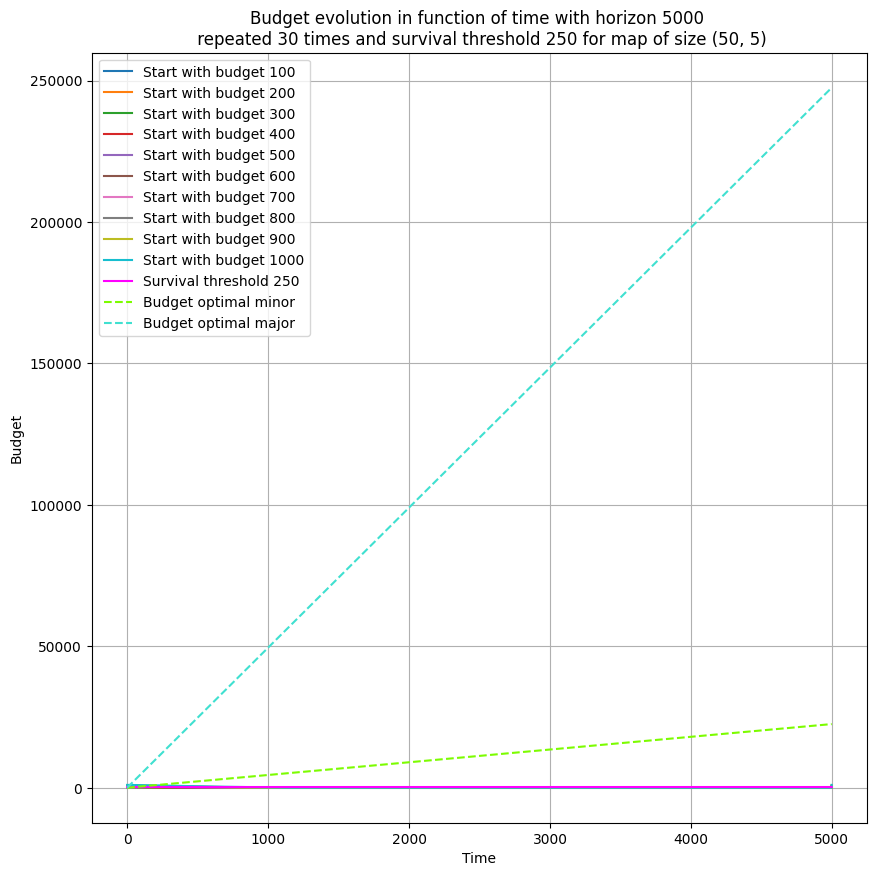 Budget evolution in function of time with horizon 5000
repeated 30 times and survival threshold 250 for map of size (50, 5)
Start with budget 100
Start with budget 200
Start with budget 300
Start with budget 400
Start with budget 500
Start with budget 600
Start with budget 700
Start with budget 800
Start with budget 900
Start with budget 1000
Survival threshold 250
Budget optimal minor
Budget optimal major
250000
200000
150000
100000
50000
0
Budget
0 1000 2000 3000 4000 5000
Time